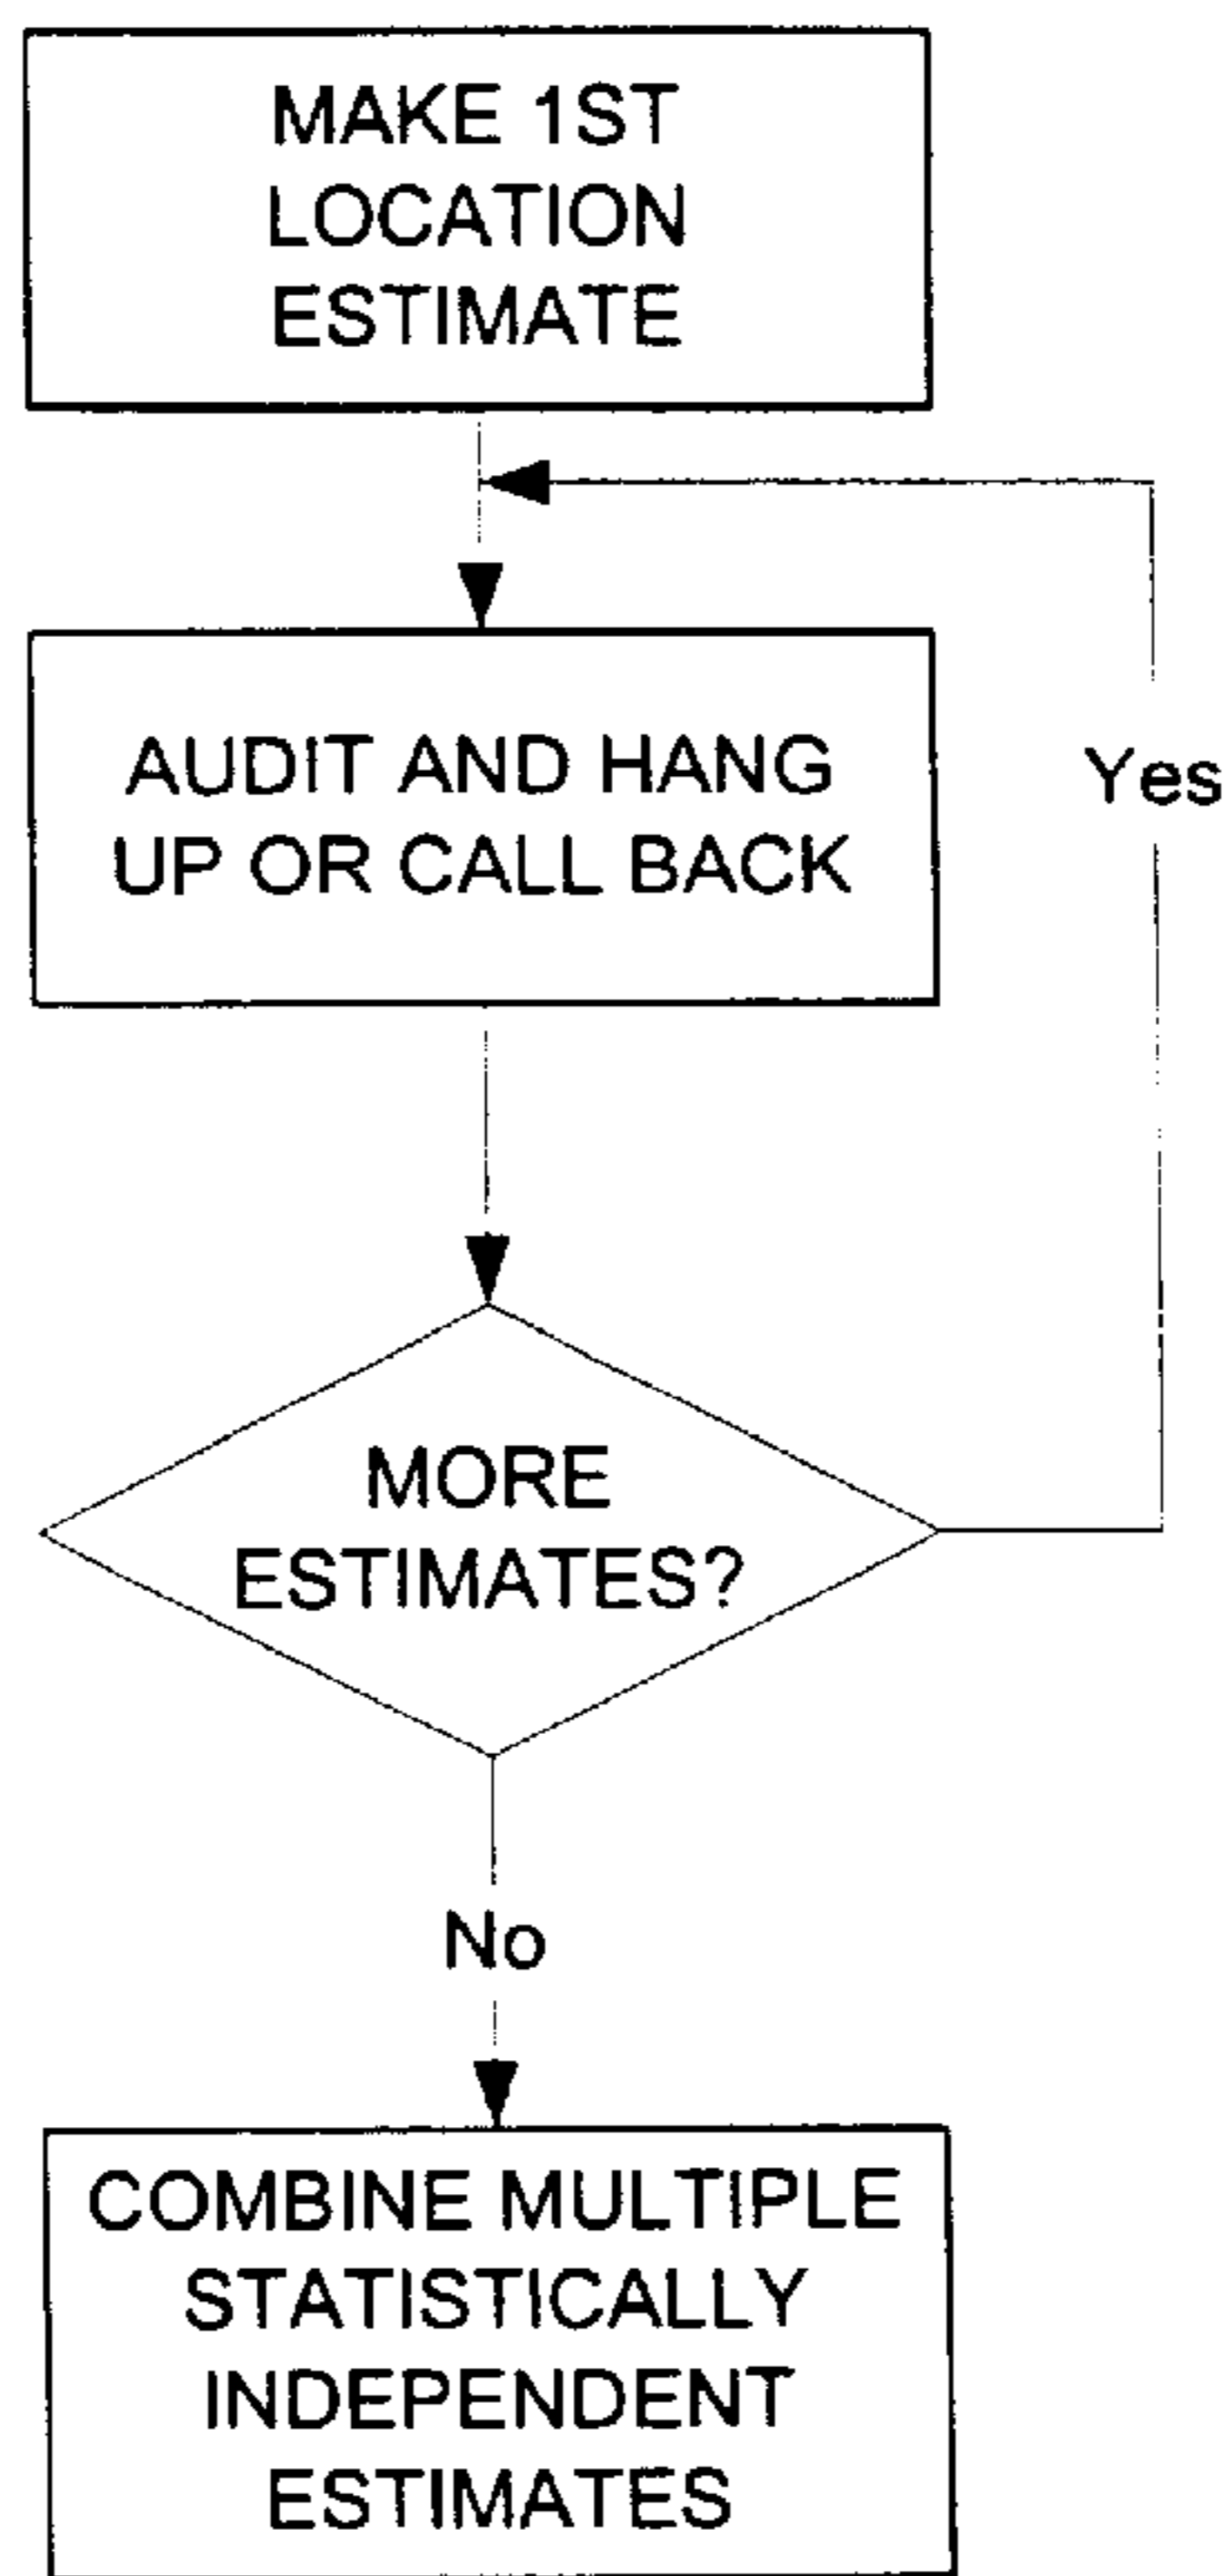 MAKE 1ST
LOCATION
ESTIMATE
AUDIT AND HANG
UP OR CALL BACK
Yes
MORE
ESTIMATES?
No
COMBINE MULTIPLE
STATISTICALLY
INDEPENDENT
ESTIMATES